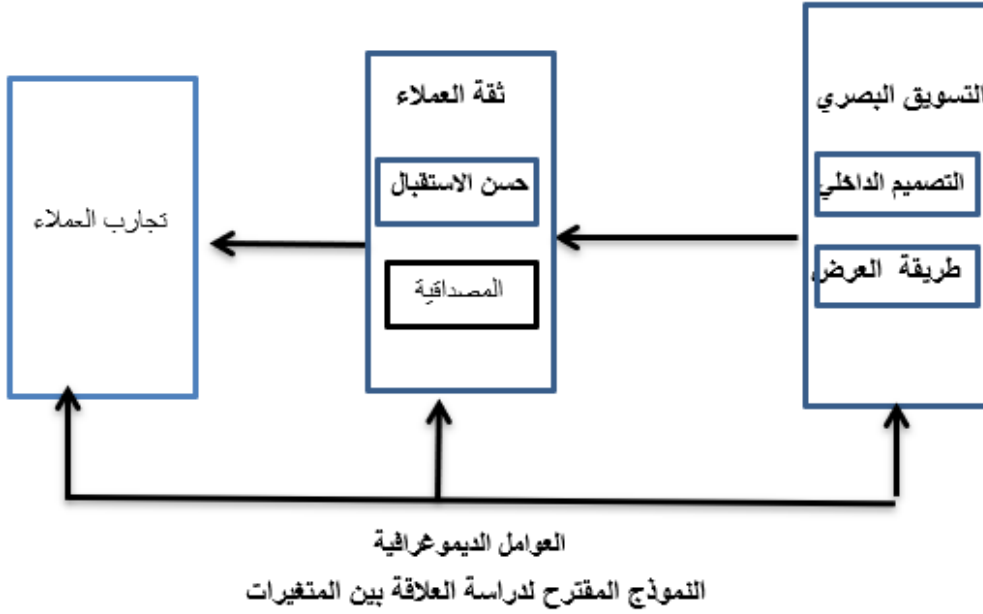 التسويق البصري
التصميم الداخلي
طريقة العرض
ثقة العملاء
حسن الاستقبال
المصداقية
تجارب العملاء
العوامل الديموغرافية
النموذج المقترح لدراسة العلاقة بين المتغيرات